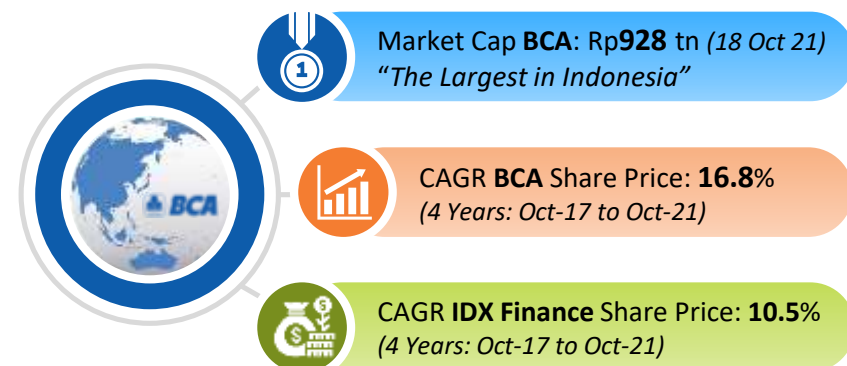 1
Market Cap BCA: Rp928 tn (18 Oct 21)
“The Largest in Indonesia”
BCA
CAGR BCA Share Price: 16.8%
(4 Years: Oct-17 to Oct-21)
CAGR IDX Finance Share Price: 10.5%
(4 Years: Oct-17 to Oct-21)